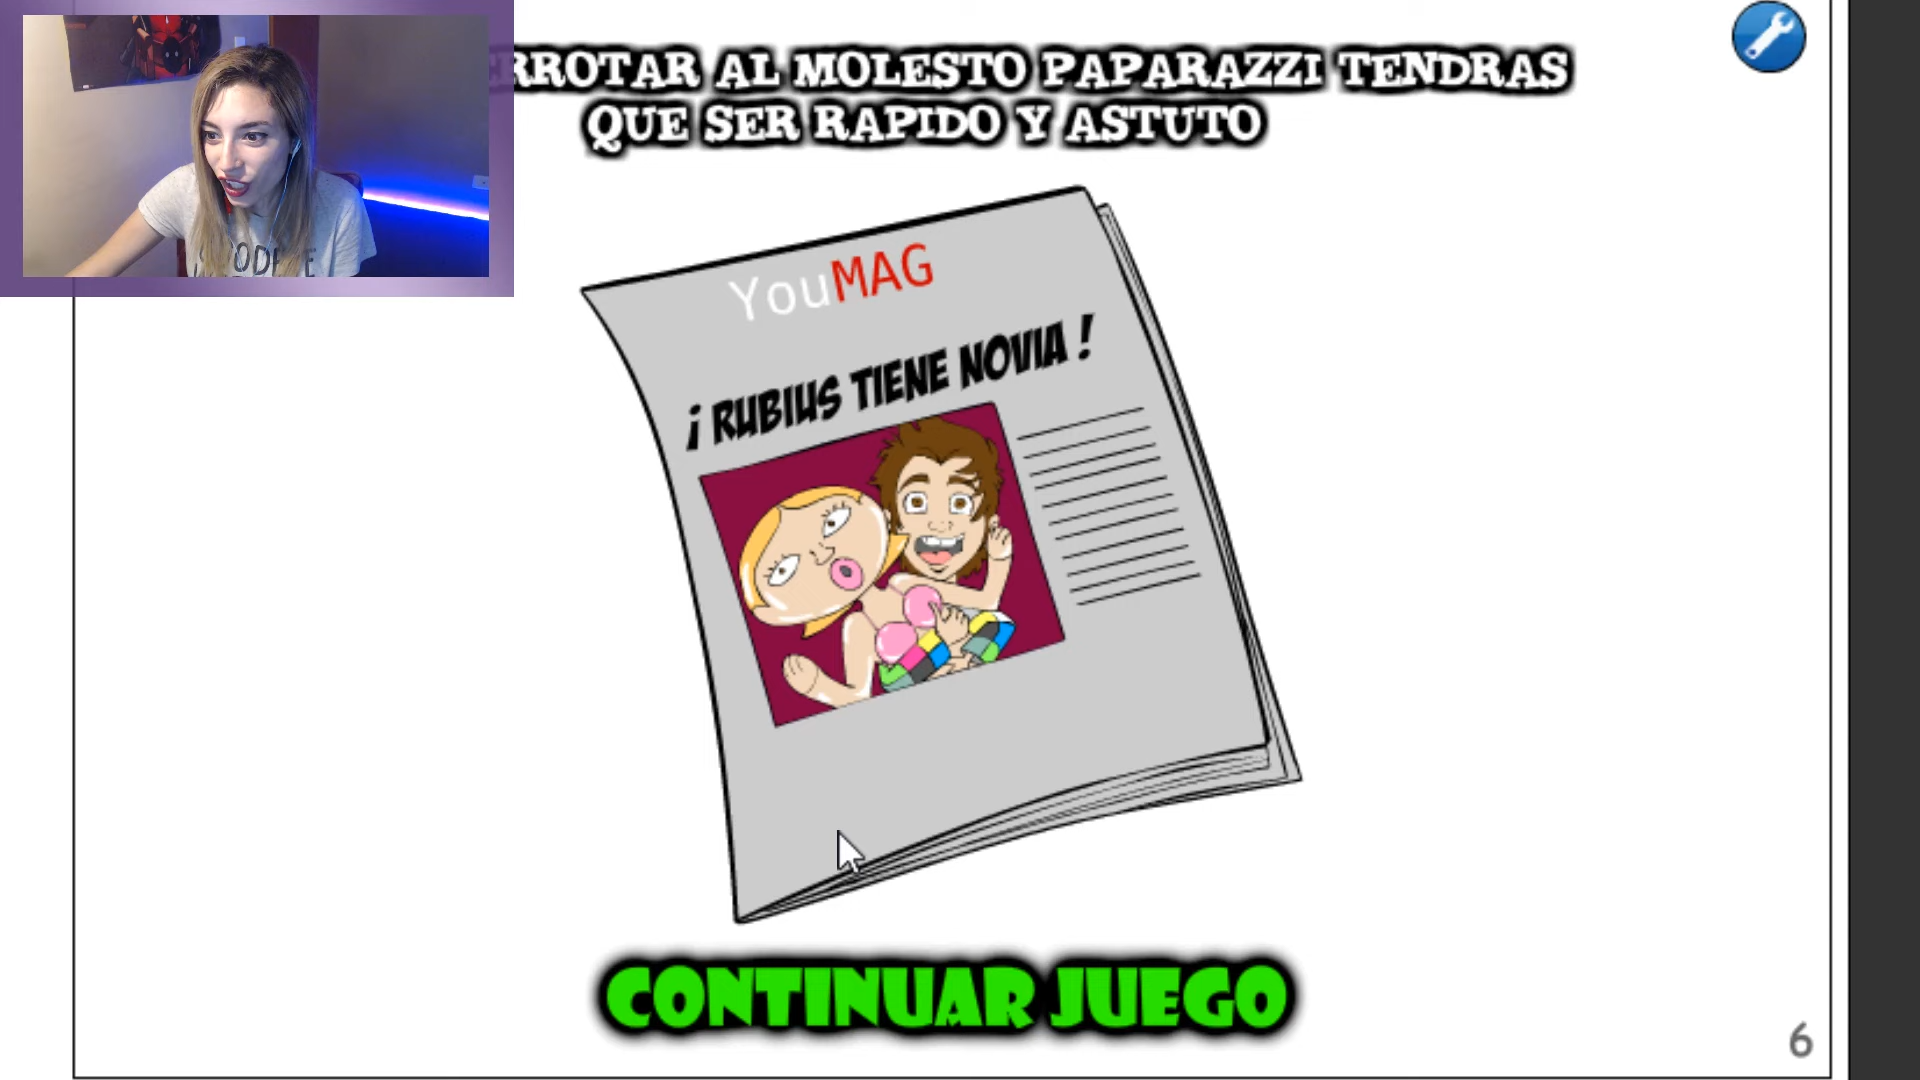 RROTAR AL MOLESTO PAPARAZZI TENDRAS
QUE SER RAPIDO Y ASTUTO
YouMAG
¡ RUBIUS TIENE NOVIA !
CONTINUAR JUEGO
6